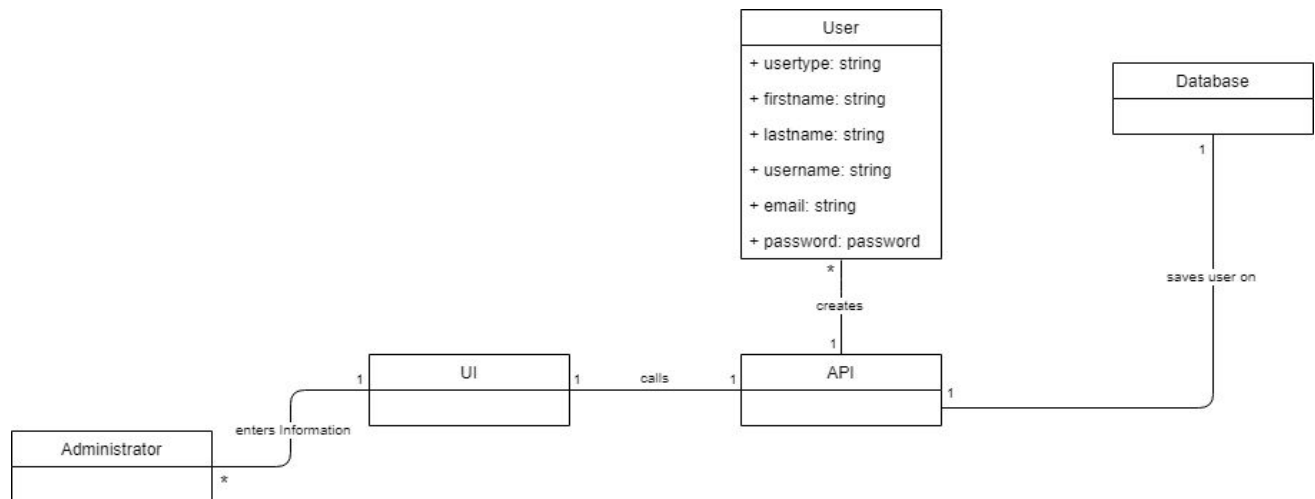 User
+ usertype: string
+ firstname: string
+ lastname: string
+ username: string
+ email: string
+ password: password
*
creates
1
Database
1
saves user on
1
API
1
calls
1
UI
1
enters Information
*
Administrator